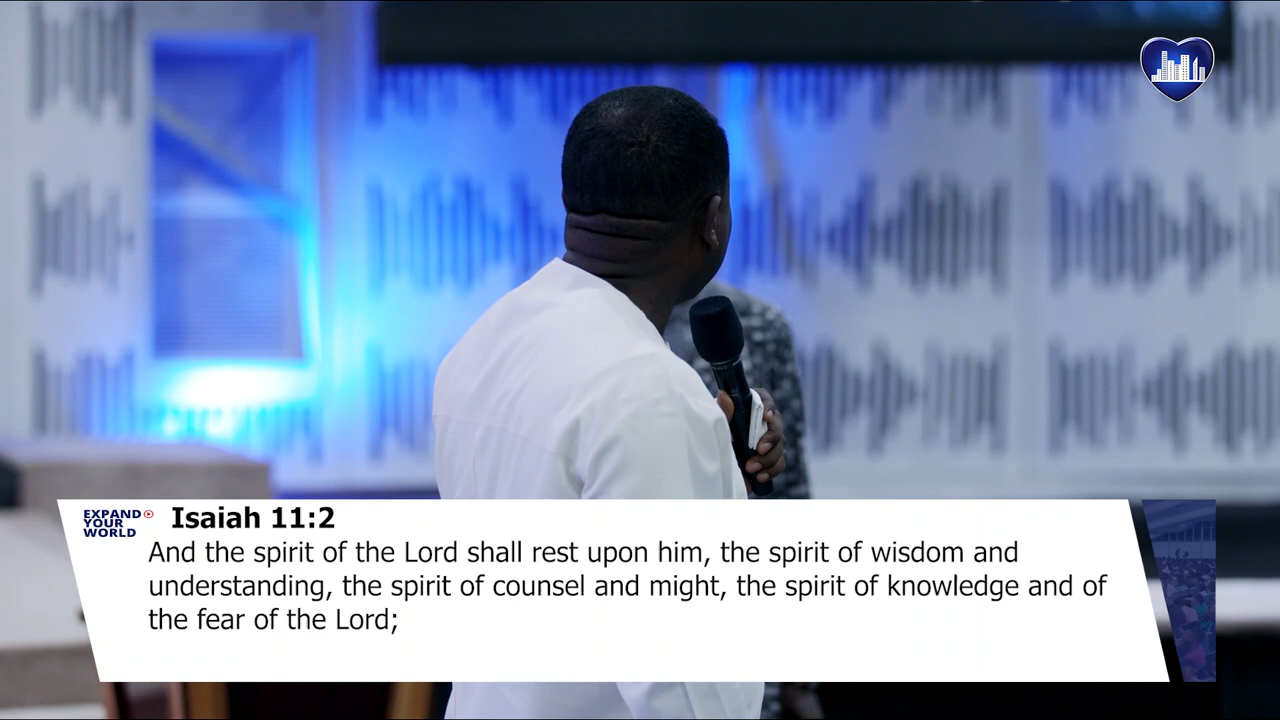 EXPAND
YOUR
WORLD
Isaiah 11:2
And the spirit of the Lord shall rest upon him, the spirit of wisdom and
understanding, the spirit of counsel and might, the spirit of knowledge and of
the fear of the Lord;